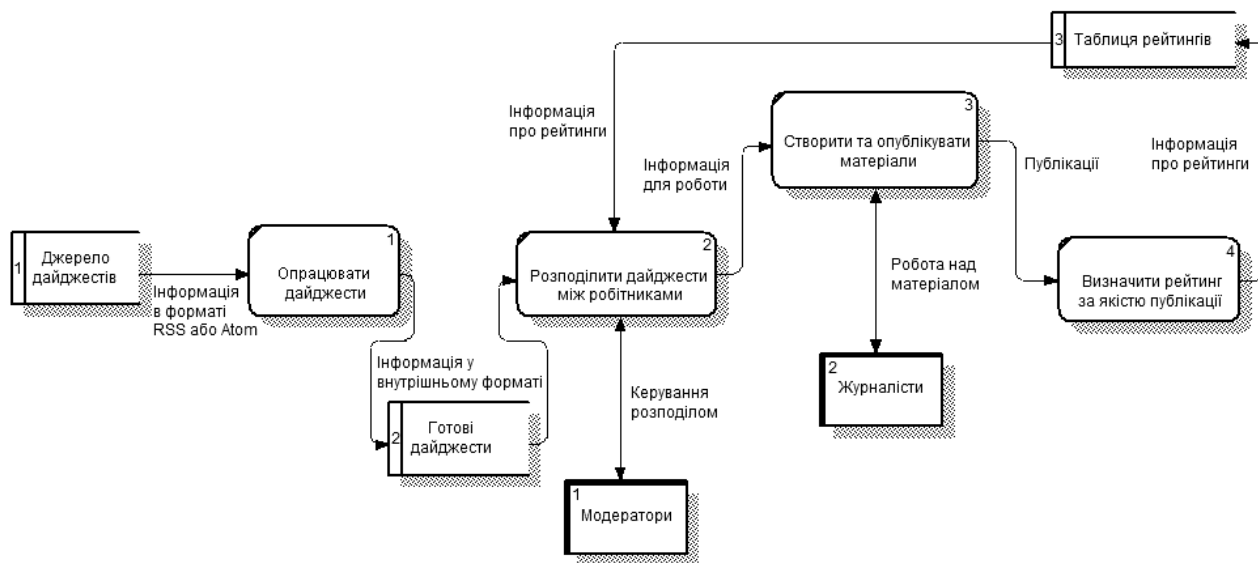 3
Таблиця рейтингів
Інформація
про рейтинги
3
Створити та опублікувати
матеріали
Інформація
для роботи
Публікації
Інформація
про рейтинги
1
Джерело
дайджестів
Інформація
в форматі
RSS або Atom
1
Опрацювати
дайджести
2
Розподілити дайджести
між робітниками
Робота над
матеріалом
4
Визначити рейтинг
за якістю публікації
Інформація у
внутрішньому форматі
2
Готові
дайджести
Керування
розподілом
2
Журналісти
1
Модератори